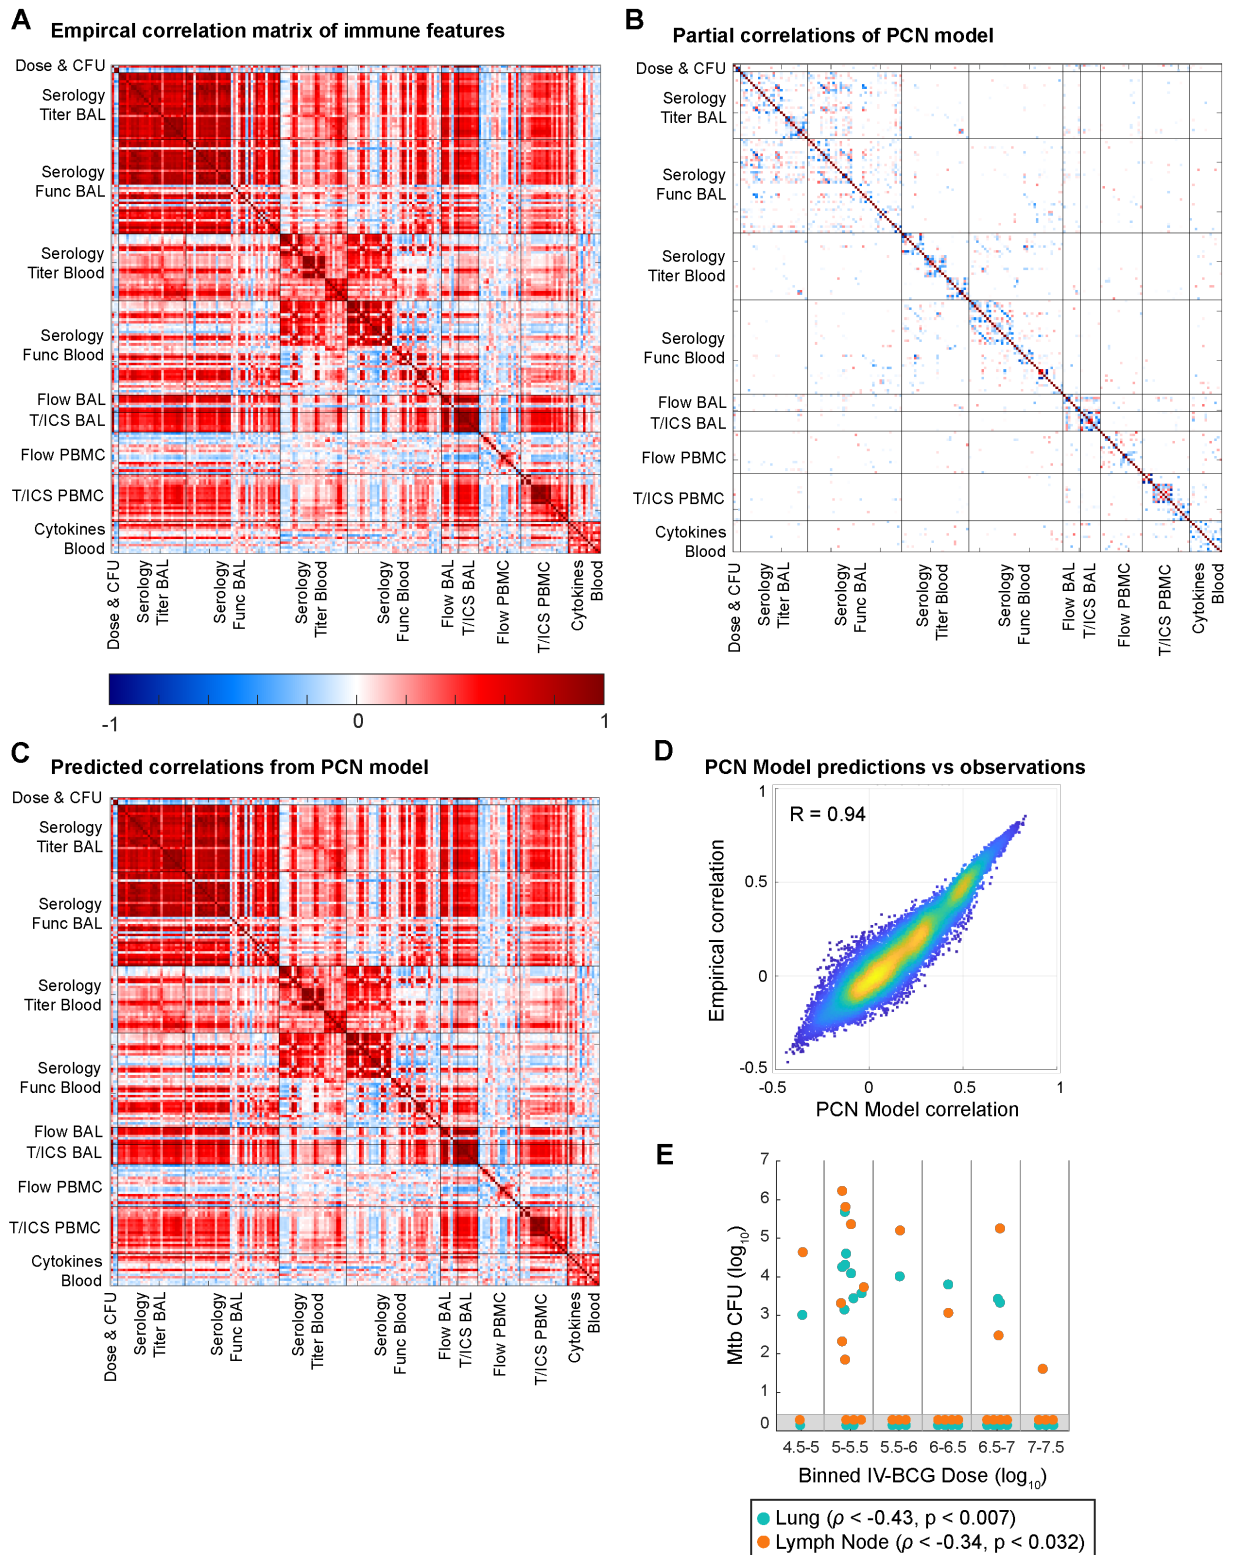 A
Empircal correlation matrix of immune features
Dose & CFU
Serology
Titer BAL
Serology
Func BAL
Serology
Titer Blood
Serology
Func Blood
Flow BAL
T/ICS BAL
Flow PBMC
T/ICS PBMC
Cytokines
Blood
Dose & CFU
Serology
Titer BAL
Serology
Func BAL
Serology
Titer Blood
Serology
Func Blood
Flow BAL
T/ICS BAL
Flow PBMC
T/ICS PBMC
Cytokines
Blood
-1
0
1
B
Partial correlations of PCN model
Dose & CFU
Serology
Titer BAL
Serology
Func BAL
Serology
Titer Blood
Serology
Func Blood
Flow BAL
T/ICS BAL
Flow PBMC
T/ICS PBMC
Cytokines
Blood
Dose & CFU
Serology
Titer BAL
Serology
Func BAL
Serology
Titer Blood
Serology
Func Blood
Flow BAL
T/ICS BAL
Flow PBMC
T/ICS PBMC
Cytokines
Blood
C
Predicted correlations from PCN model
Dose & CFU
Serology
Titer BAL
Serology
Func BAL
Serology
Titer Blood
Serology
Func Blood
Flow BAL
T/ICS BAL
Flow PBMC
T/ICS PBMC
Cytokines
Blood
Dose & CFU
Serology
Titer BAL
Serology
Func BAL
Serology
Titer Blood
Serology
Func Blood
Flow BAL
T/ICS BAL
Flow PBMC
T/ICS PBMC
Cytokines
Blood
D
PCN Model predictions vs observations
R = 0.94
1
0.5
0
-0.5
Empirical correlation
-0.5
0
0.5
1
PCN Model correlation
E
7
6
5
4
3
2
1
0
Mtb CFU (log10)
4.5-5
5-5.5
5.5-6
6-6.5
6.5-7
7-7.5
Binned IV-BCG Dose (log10)
Lung (ρ < -0.43, p < 0.007)
Lymph Node (ρ < -0.34, p < 0.032)